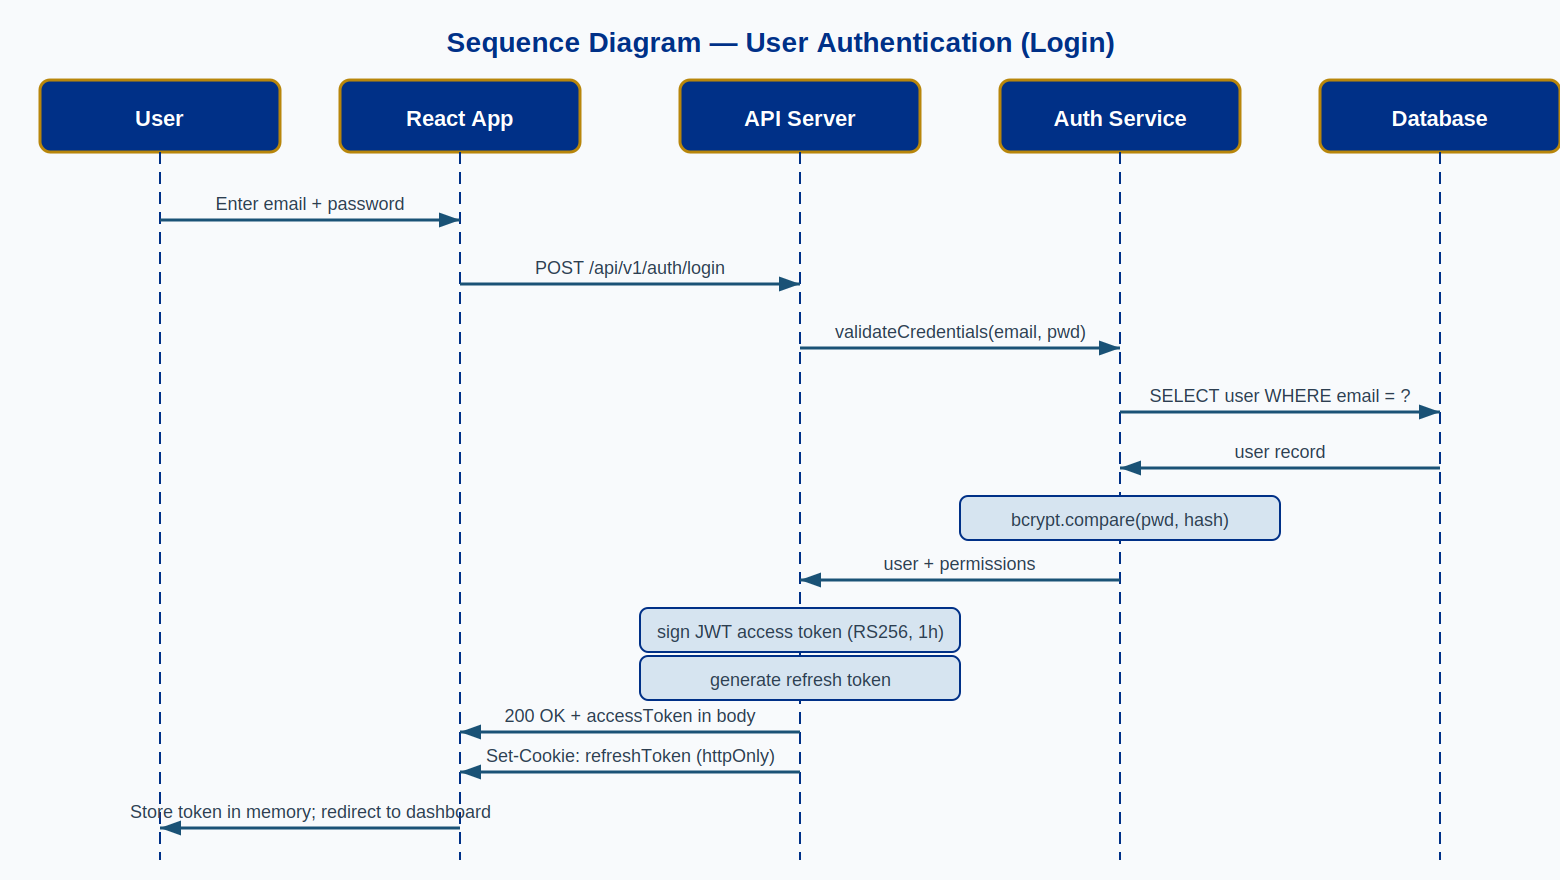 Sequence Diagram — User Authentication (Login)
User
React App
API Server
Auth Service
Database
Enter email + password
POST /api/v1/auth/login
validateCredentials(email, pwd)
SELECT user WHERE email = ?
user record
bcrypt.compare(pwd, hash)
user + permissions
sign JWT access token (RS256, 1h)
generate refresh token
200 OK + accessToken in body
Set-Cookie: refreshToken (httpOnly)
Store token in memory; redirect to dashboard